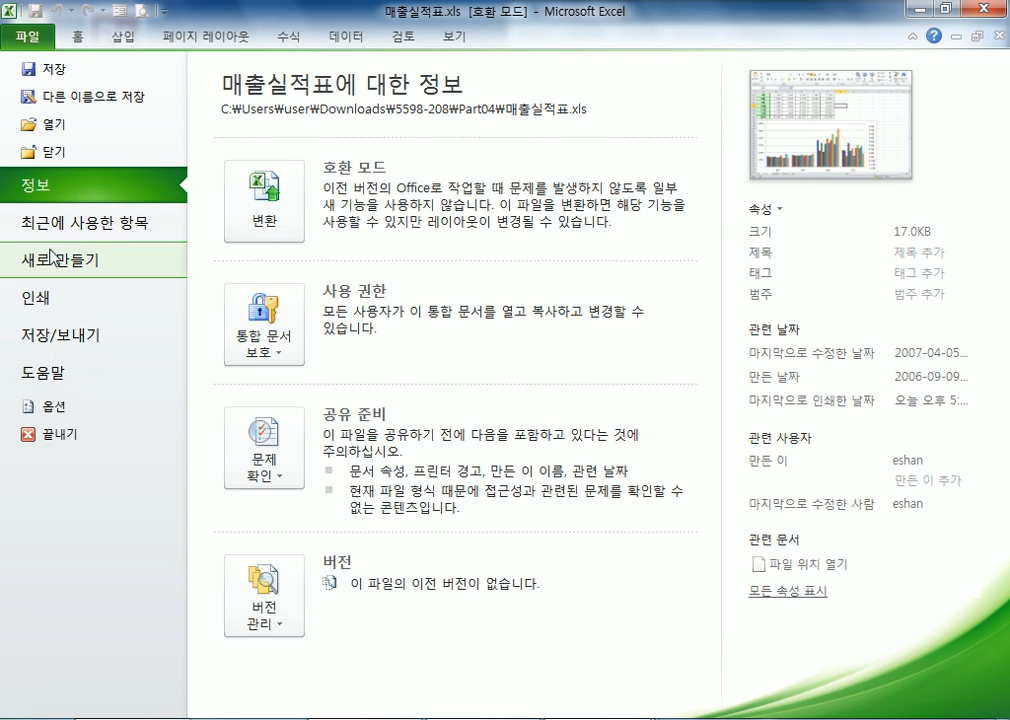 매출실적표.xls [호환 모드] - Microsoft Excel
파일 홈 삽입 페이지 레이아웃 수식 데이터 검토 보기
저장
다른 이름으로 저장
열기
닫기
정보
최근에 사용한 항목
새로 만들기
인쇄
저장/보내기
도움말
옵션
끝내기
매출실적표에 대한 정보
C:₩Users₩user₩Downloads₩5598-208₩Part04₩매출실적표.xls
변환
호환 모드
이전 버전의 Office로 작업할 때 문제를 발생하지 않도록 일부
새 기능을 사용하지 않습니다. 이 파일을 변환하면 해당 기능을
사용할 수 있지만 레이아웃이 변경될 수 있습니다.
통합 문서
보호
사용 권한
모든 사용자가 이 통합 문서를 열고 복사하고 변경할 수
있습니다.
문제
확인
공유 준비
이 파일을 공유하기 전에 다음을 포함하고 있다는 것에
주의하십시오.
문서 속성, 프린터 경고, 만든 이 이름, 관련 날짜
현재 파일 형식 때문에 접근성과 관련된 문제를 확인할 수
없는 콘텐츠입니다.
버전
관리
버전
이 파일의 이전 버전이 없습니다.
속성
크기 17.0KB
제목 제목 추가
태그 태그 추가
범주 범주 추가
관련 날짜
마지막으로 수정한 날짜 2007-04-05...
만든 날짜 2006-09-09...
마지막으로 인쇄한 날짜 오늘 오후 5:...
관련 사용자
만든 이 eshan
만든 이 추가
마지막으로 수정한 사람 eshan
관련 문서
파일 위치 열기
모든 속성 표시